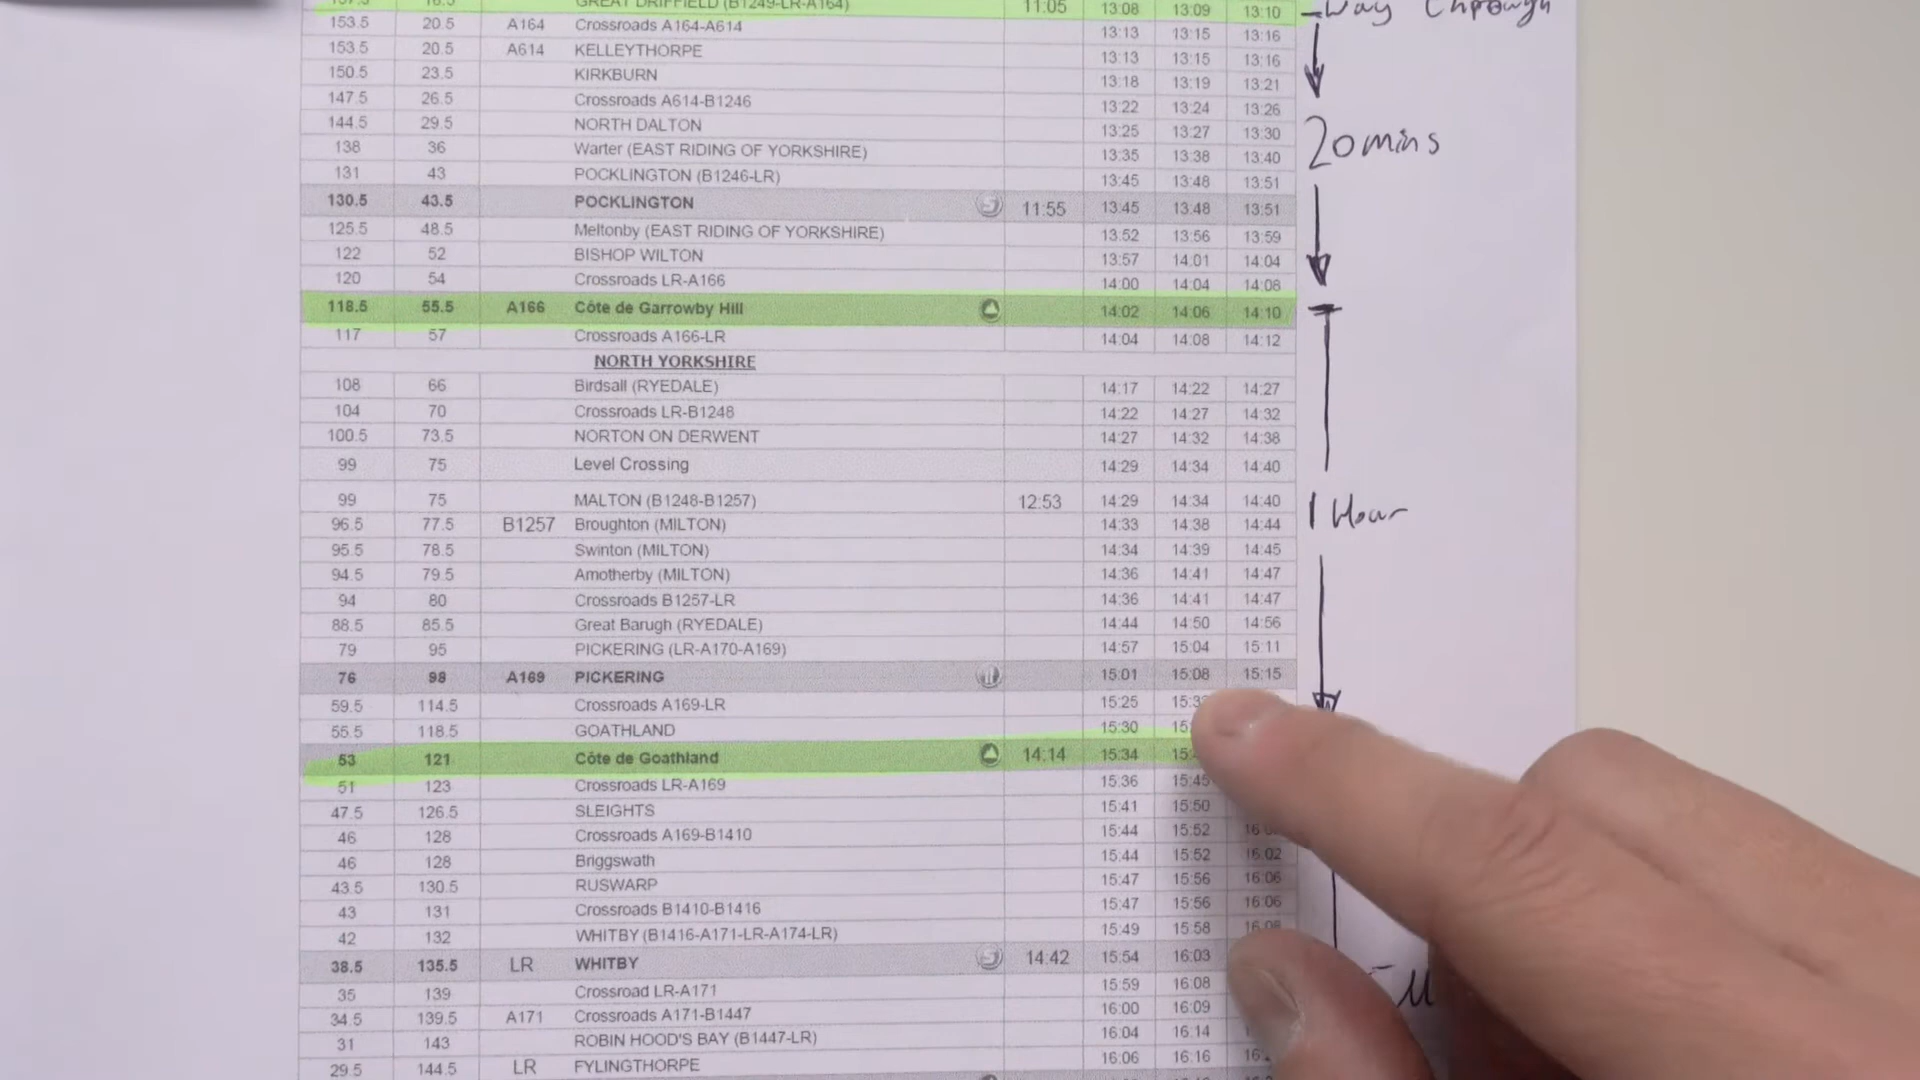 157.5 16.5 GREAT DRIFFIELD (B1249-LR-A164) 11:05 13:08 13:09 13:10
153.5 20.5 A164 Crossroads A164-A614 13:13 13:15 13:16
153.5 20.5 A614 KELLEYTHORPE 13:13 13:15 13:16
150.5 23.5 KIRKBURN 13:18 13:19 13:21
147.5 26.5 Crossroads A614-B1246 13:22 13:24 13:26
20 mins
144.5 29.5 NORTH DALTON 13:25 13:27 13:30
138 36 Warter (EAST RIDING OF YORKSHIRE) 13:35 13:38 13:40
131 43 POCKLINGTON (B1246-LR) 13:45 13:48 13:51
130.5 43.5 POCKLINGTON S 11:55 13:45 13:48 13:51
125.5 48.5 Meltonby (EAST RIDING OF YORKSHIRE) 13:52 13:56 13:59
122 52 BISHOP WILTON 13:57 14:01 14:04
120 54 Crossroads LR-A166 14:00 14:04 14:08
118.5 55.5 A166 Côte de Garrowby Hill 14:02 14:06 14:10
117 57 Crossroads A166-LR 14:04 14:08 14:12
NORTH YORKSHIRE
108 66 Birdsall (RYEDALE) 14:17 14:22 14:27
104 70 Crossroads LR-B1248 14:22 14:27 14:32
100.5 73.5 NORTON ON DERWENT 14:27 14:32 14:38
99 75 Level Crossing 14:29 14:34 14:40
99 75 MALTON (B1248-B1257) 12:53 14:29 14:34 14:40
1 Hour
96.5 77.5 B1257 Broughton (MILTON) 14:33 14:38 14:44
95.5 78.5 Swinton (MILTON) 14:34 14:39 14:45
94.5 79.5 Amotherby (MILTON) 14:36 14:41 14:47
94 80 Crossroads B1257-LR 14:36 14:41 14:47
88.5 85.5 Great Barugh (RYEDALE) 14:44 14:50 14:56
79 95 PICKERING (LR-A170-A169) 14:57 15:04 15:11
76 98 A169 PICKERING 15:01 15:08 15:15
59.5 114.5 Crossroads A169-LR 15:25
55.5 118.5 GOATHLAND 15:30
53 121 Côte de Goathland 14:14 15:34
51 123 Crossroads LR-A169 15:36 15:45
47.5 126.5 SLEIGHTS 15:41 15:50
46 128 Crossroads A169-B1410 15:44 15:52
46 128 Briggswath 15:44 15:52 16:02
43.5 130.5 RUSWARP 15:47 15:56 16:06
43 131 Crossroads B1410-B1416 15:47 15:56 16:06
42 132 WHITBY (B1416-A171-LR-A174-LR) 15:49 15:58 16:08
38.5 135.5 LR WHITBY S 14:42 15:54 16:03
35 139 Crossroad LR-A171 15:59 16:08
34.5 139.5 A171 Crossroads A171-B1447 16:00 16:09
31 143 ROBIN HOOD'S BAY (B1447-LR) 16:04 16:14
29.5 144.5 LR FYLINGTHORPE 16:06 16:16